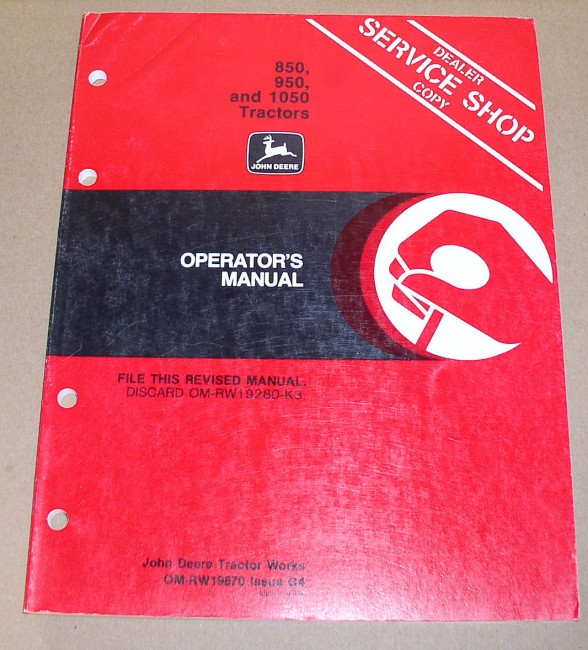 DEALER
SERVICE SHOP
COPY
850,
950,
and 1050
Tractors
JOHN DEERE
OPERATOR'S
MANUAL
FILE THIS REVISED MANUAL.
DISCARD OM-RW19280-K3
John Deere Tractor Works
OM-RW19870 Issue G4